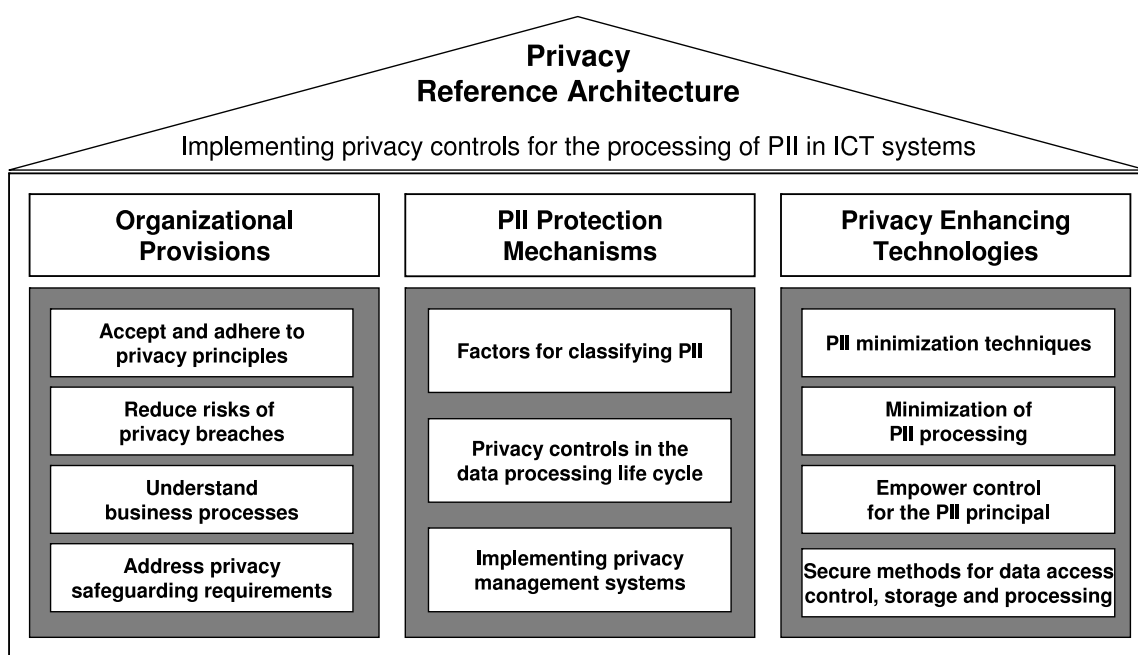 Privacy
Reference Architecture
Implementing privacy controls for the processing of PII in ICT systems
Organizational
Provisions
Accept and adhere to
privacy principles
Reduce risks of
privacy breaches
Understand
business processes
Address privacy
safeguarding requirements
PII Protection
Mechanisms
Factors for classifying PII
Privacy controls in the
data processing life cycle
Implementing privacy
management systems
Privacy Enhancing
Technologies
PII minimization techniques
Minimization of
PII processing
Empower control
for the PII principal
Secure methods for data access
control, storage and processing